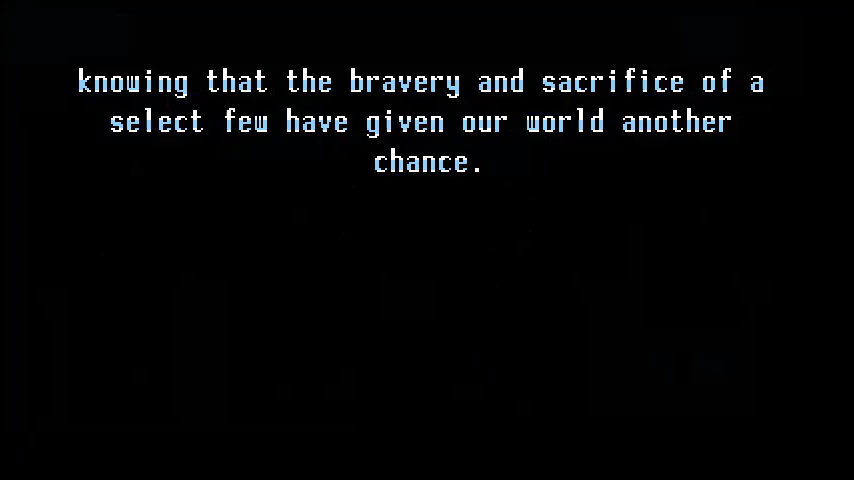 knowing that the bravery and sacrifice of a
select few have given our world another
chance.